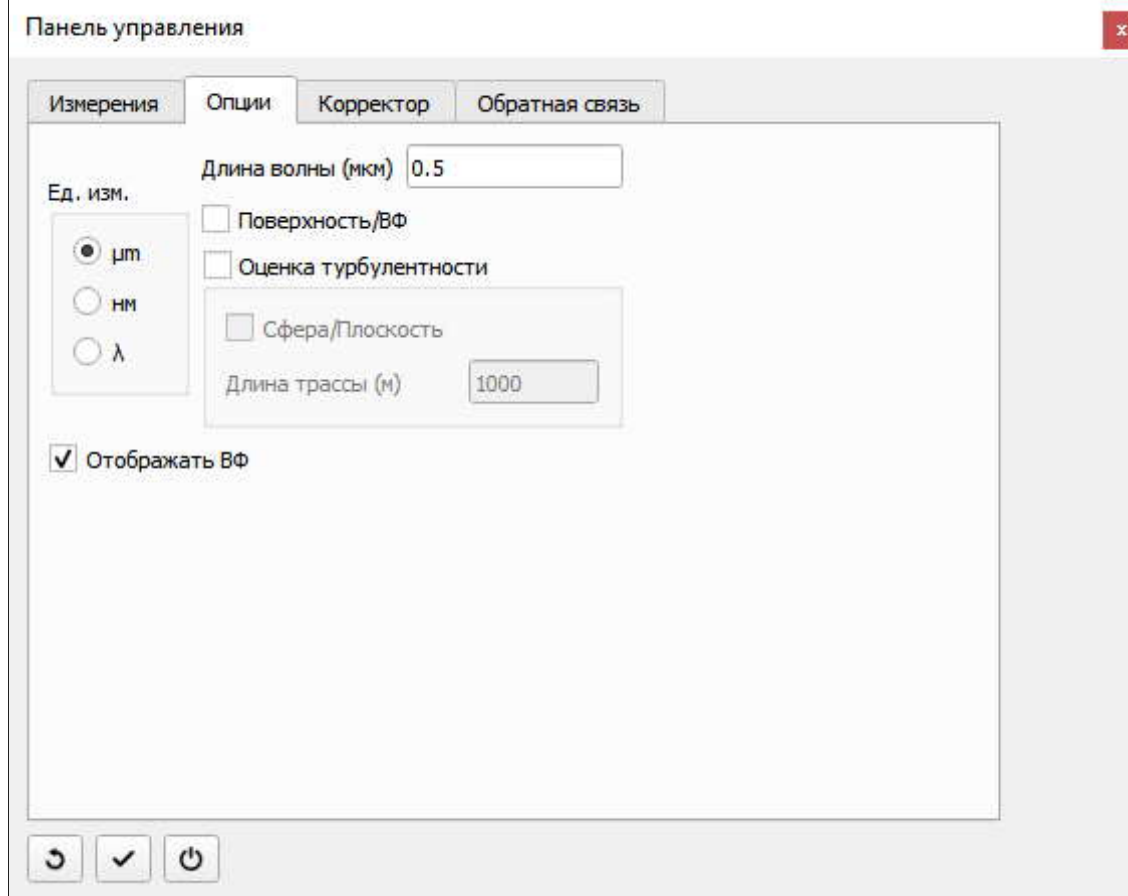 Панель управления
x
Измерения Опции Корректор Обратная связь
Длина волны (мкм) 0.5
Ед. изм.
Поверхность/ВФ
µm
Оценка турбулентности
нм
Сфера/Плоскость
λ
Длина трассы (м) 1000
Отображать ВФ